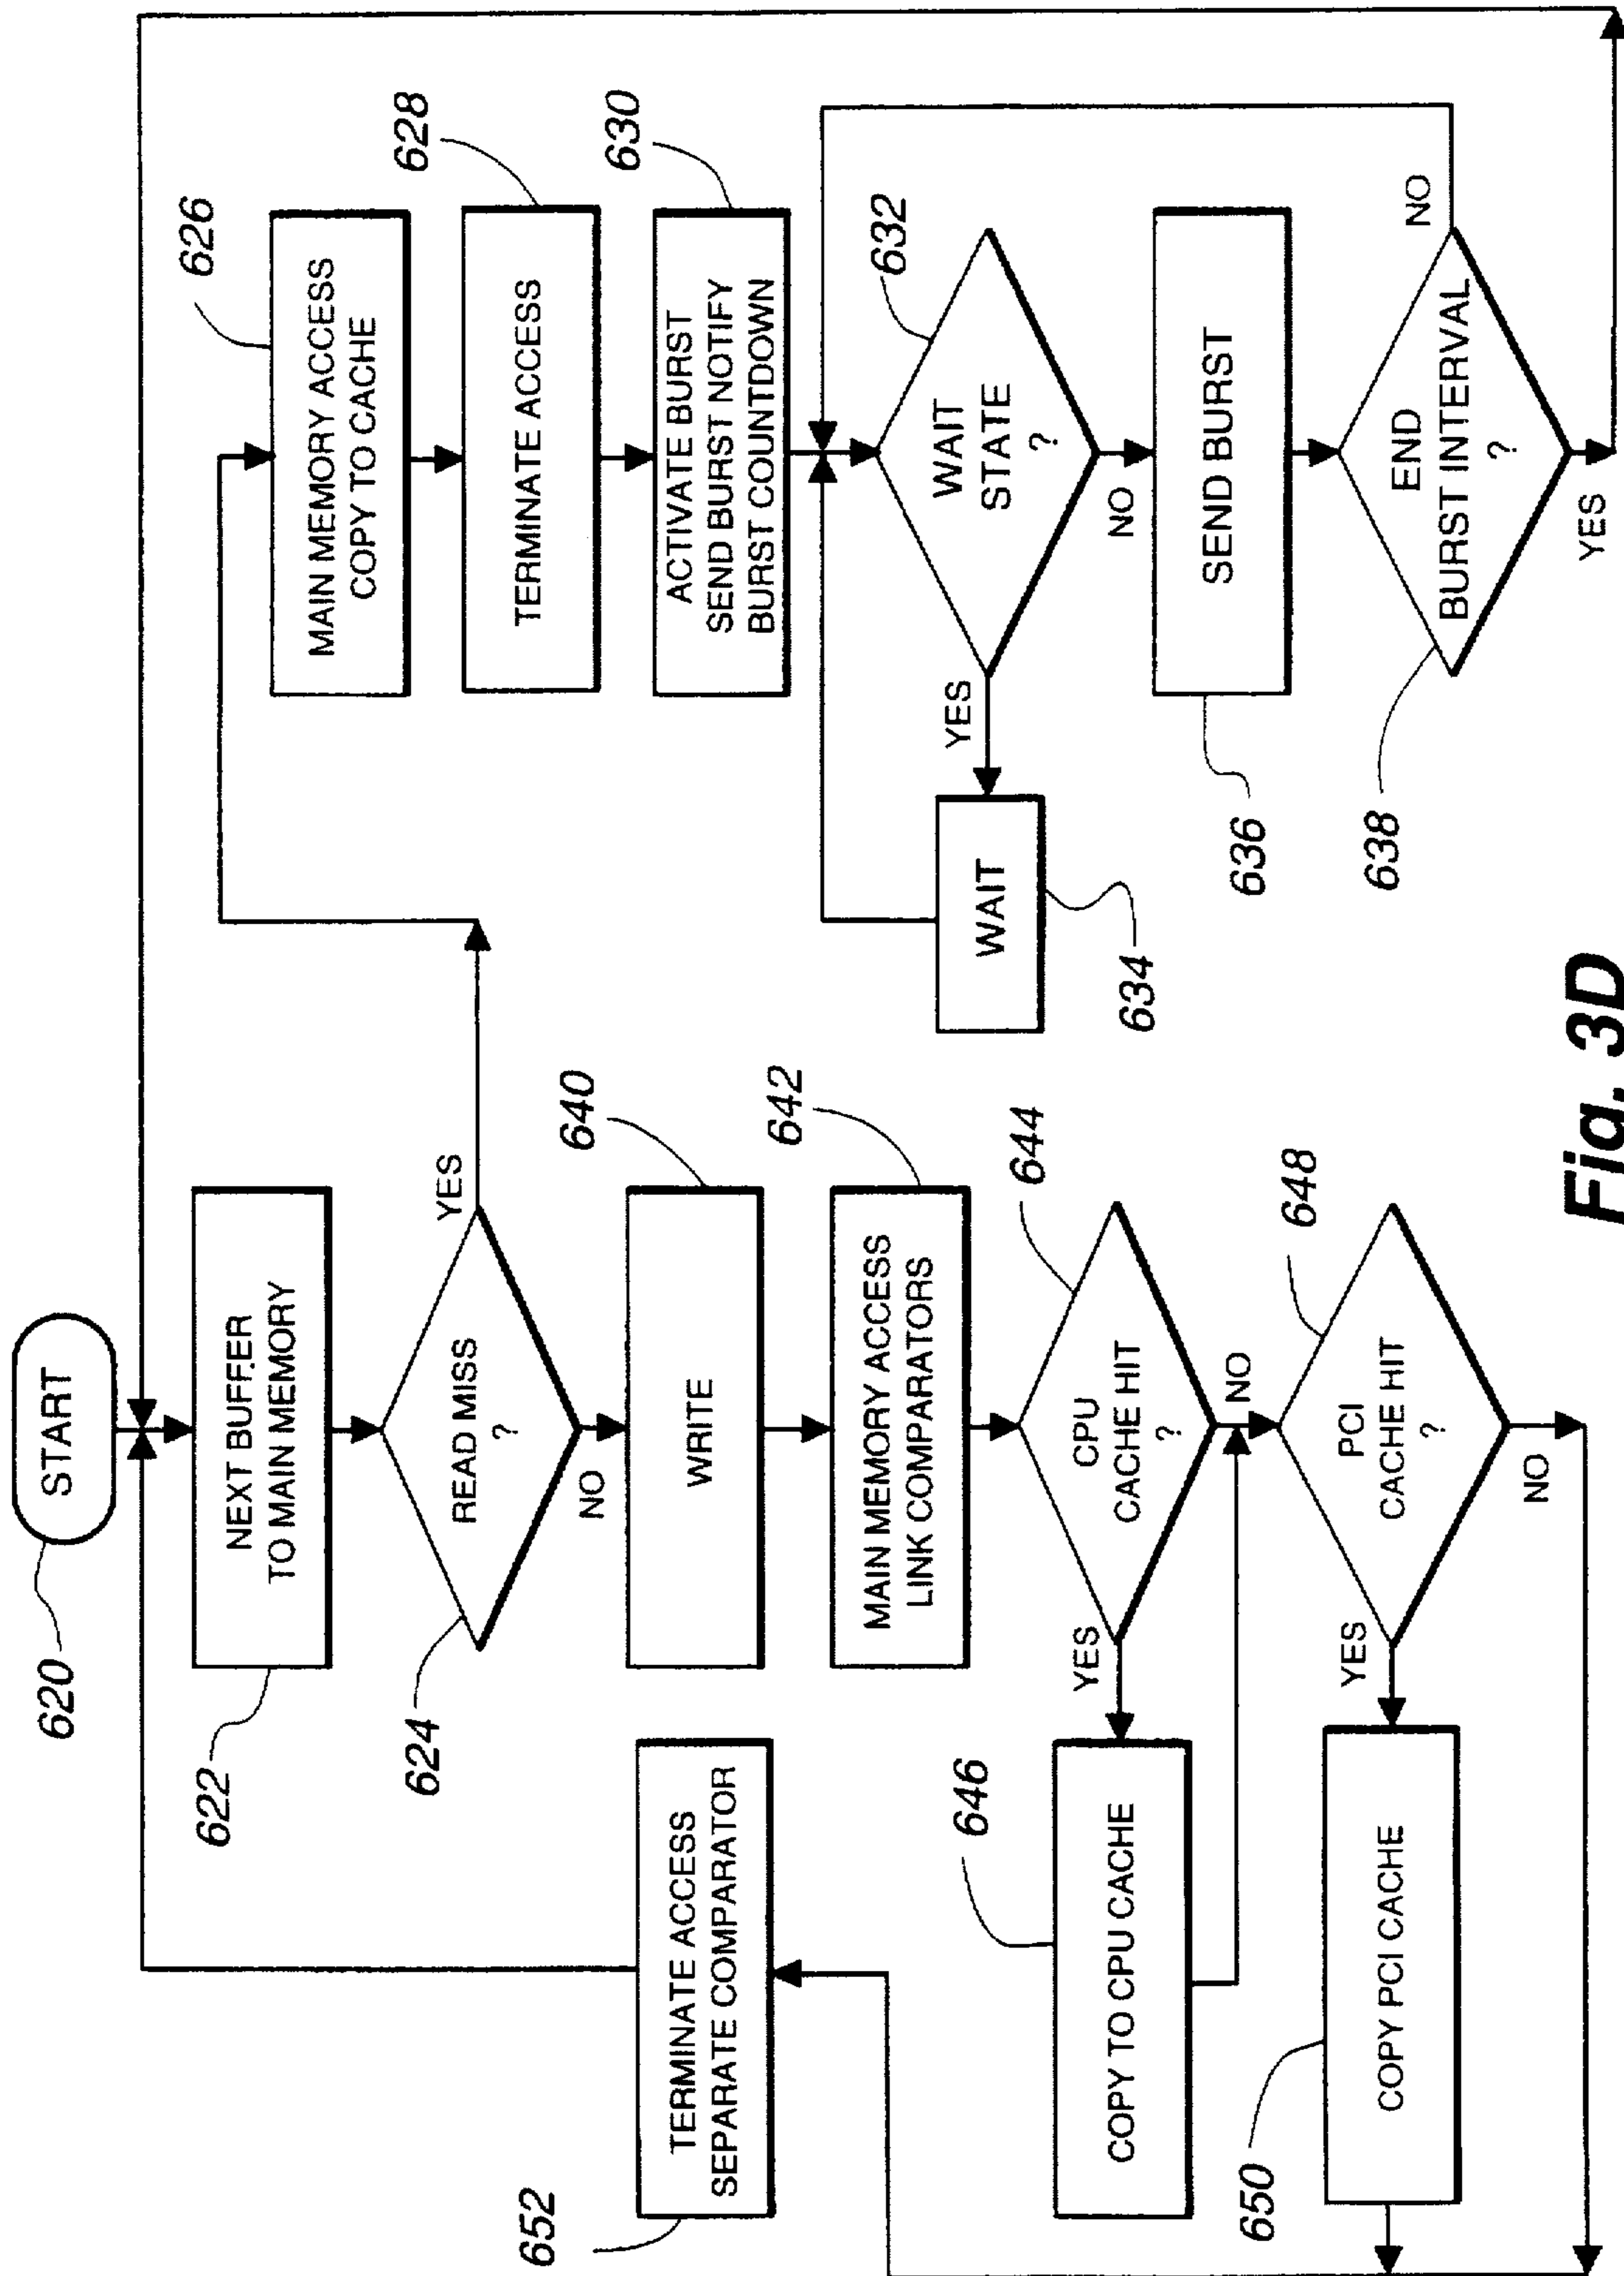 START
620
NEXT BUFFER
TO MAIN MEMORY
622
READ MISS
?
624
YES
NO
MAIN MEMORY ACCESS
COPY TO CACHE
626
TERMINATE ACCESS
628
ACTIVATE BURST
SEND BURST NOTIFY
BURST COUNTDOWN
630
WAIT
STATE
?
632
YES
NO
WAIT
634
SEND BURST
636
END
BURST INTERVAL
?
638
NO
YES
WRITE
640
MAIN MEMORY ACCESS
LINK COMPARATORS
642
CPU
CACHE HIT
?
644
YES
NO
COPY TO CPU CACHE
646
PCI
CACHE HIT
?
648
YES
NO
COPY PCI CACHE
650
TERMINATE ACCESS
SEPARATE COMPARATOR
652
Fig. 3D